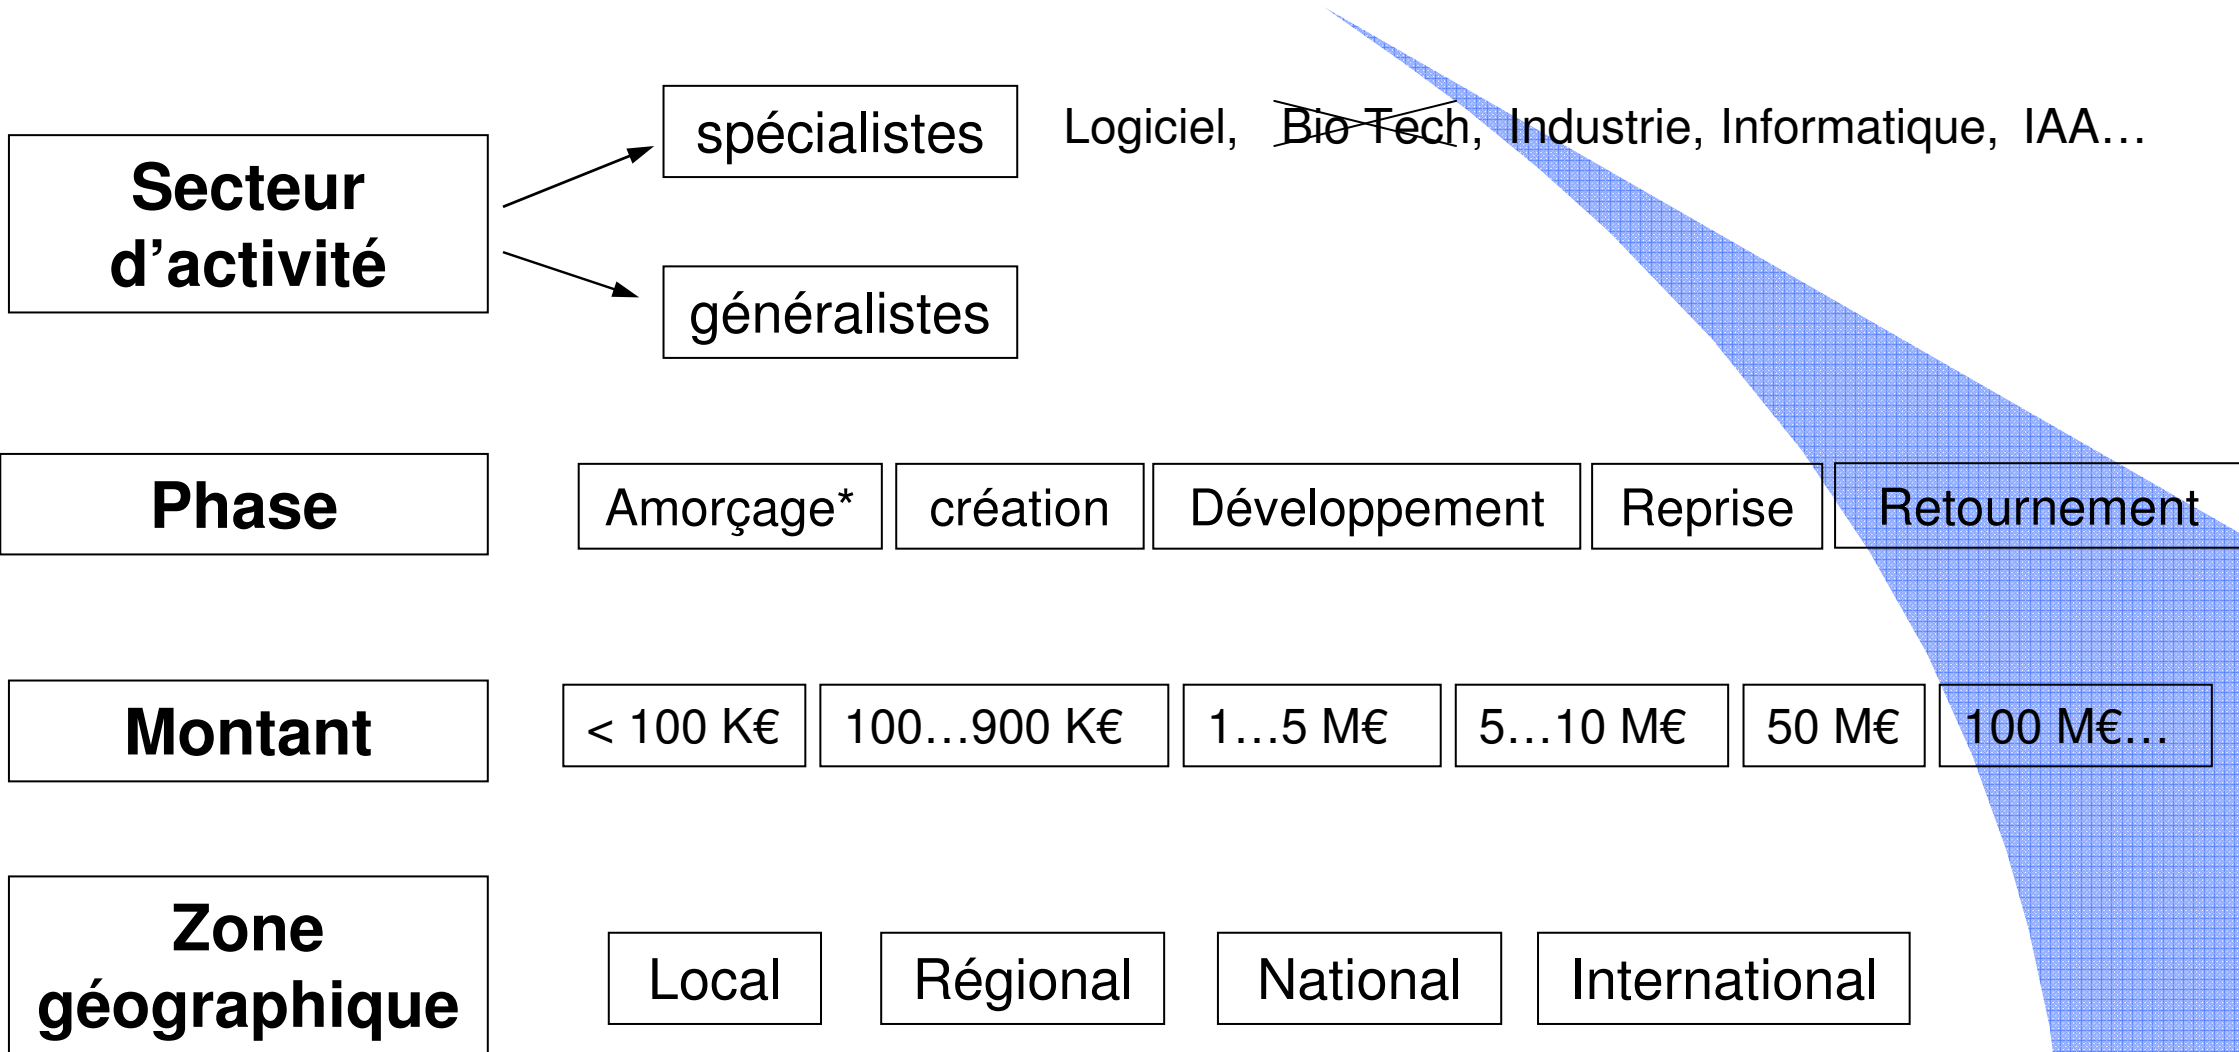 spécialistes
Logiciel, Bio Tech, Industrie, Informatique, IAA…
Secteur
d’activité
généralistes
Phase
Amorçage*
création
Développement
Reprise
Retournement
Montant
< 100 K€
100…900 K€
1…5 M€
5…10 M€
50 M€
100 M€…
Zone
géographique
Local
Régional
National
International